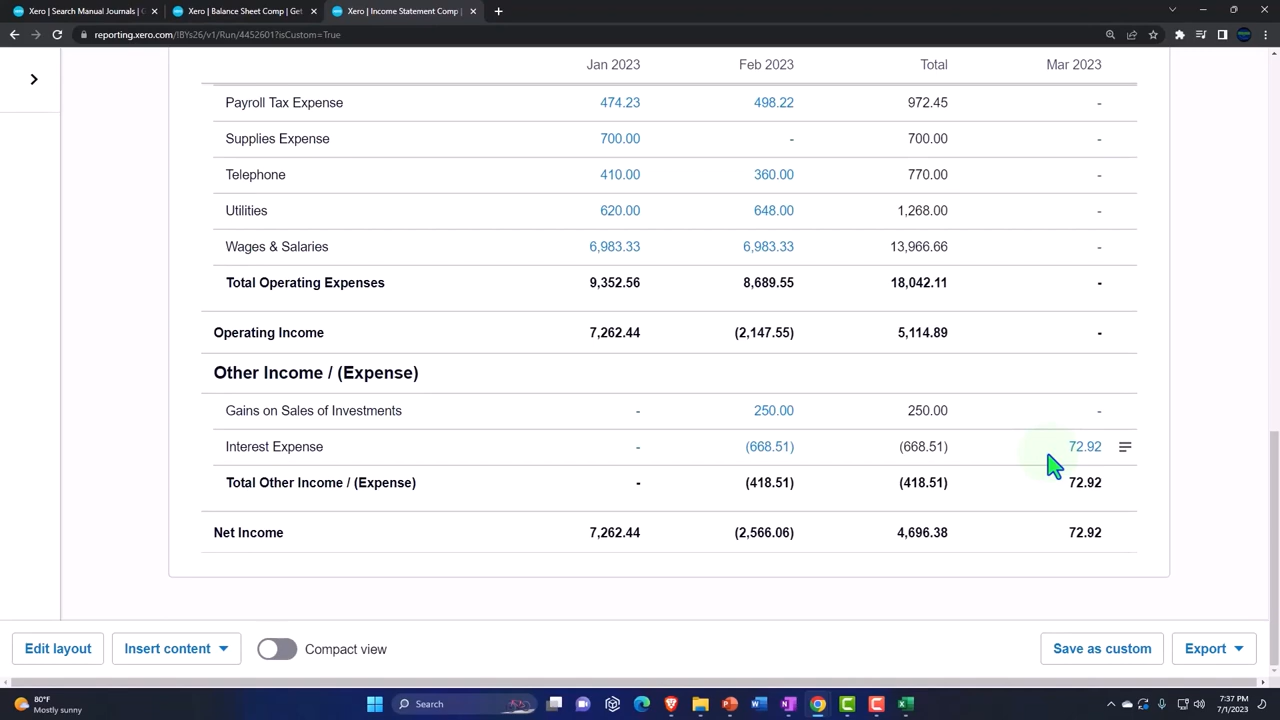 Xero | Search Manual Journals |
Xero | Balance Sheet Comp | Get
Xero | Income Statement Comp |
reporting.xero.com/!BYs26/v1/Run/4452601?isCustom=True
Jan 2023 Feb 2023 Total Mar 2023
Payroll Tax Expense 474.23 498.22 972.45 -
Supplies Expense 700.00 - 700.00 -
Telephone 410.00 360.00 770.00 -
Utilities 620.00 648.00 1,268.00 -
Wages & Salaries 6,983.33 6,983.33 13,966.66 -
Total Operating Expenses 9,352.56 8,689.55 18,042.11 -
Operating Income 7,262.44 (2,147.55) 5,114.89 -
Other Income / (Expense)
Gains on Sales of Investments - 250.00 250.00 -
Interest Expense - (668.51) (668.51) 72.92
Total Other Income / (Expense) - (418.51) (418.51) 72.92
Net Income 7,262.44 (2,566.06) 4,696.38 72.92
Edit layout Insert content Compact view Save as custom Export
80°F
Mostly sunny
Search
7:37 PM
7/1/2023